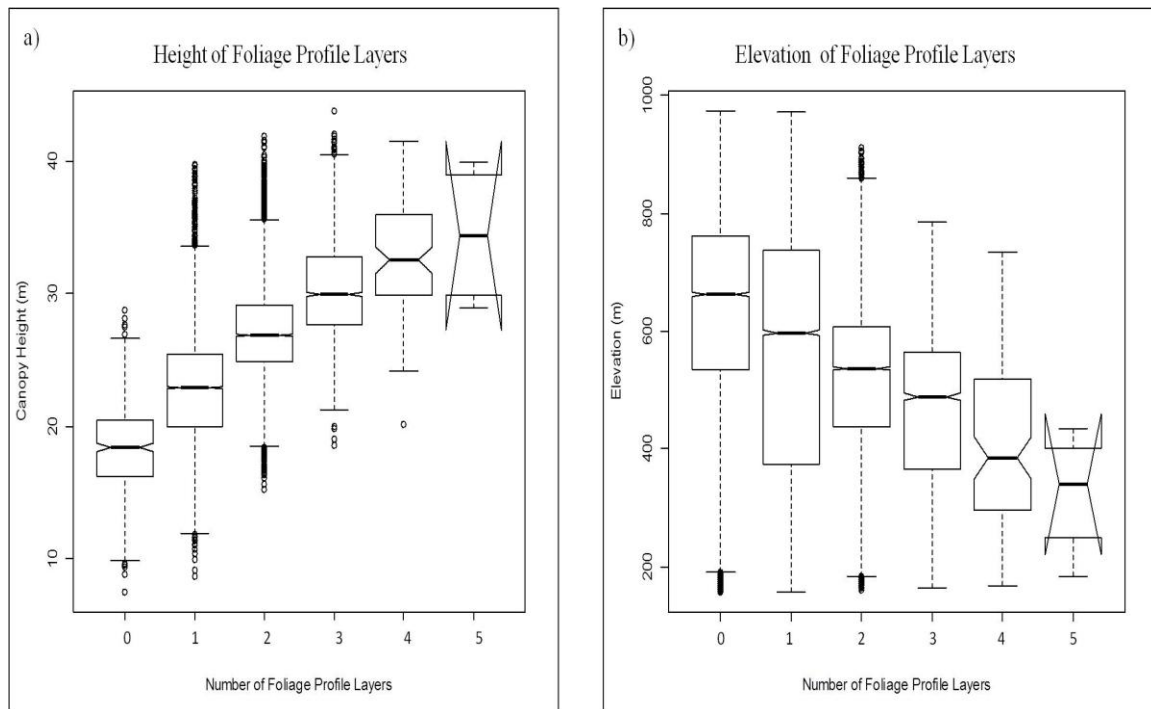 a)
Height of Foliage Profile Layers
Canopy Height (m)
40
30
20
10
0 1 2 3 4 5
Number of Foliage Profile Layers
b)
Elevation of Foliage Profile Layers
Elevation (m)
1000
800
600
400
200
0 1 2 3 4 5
Number of Foliage Profile Layers